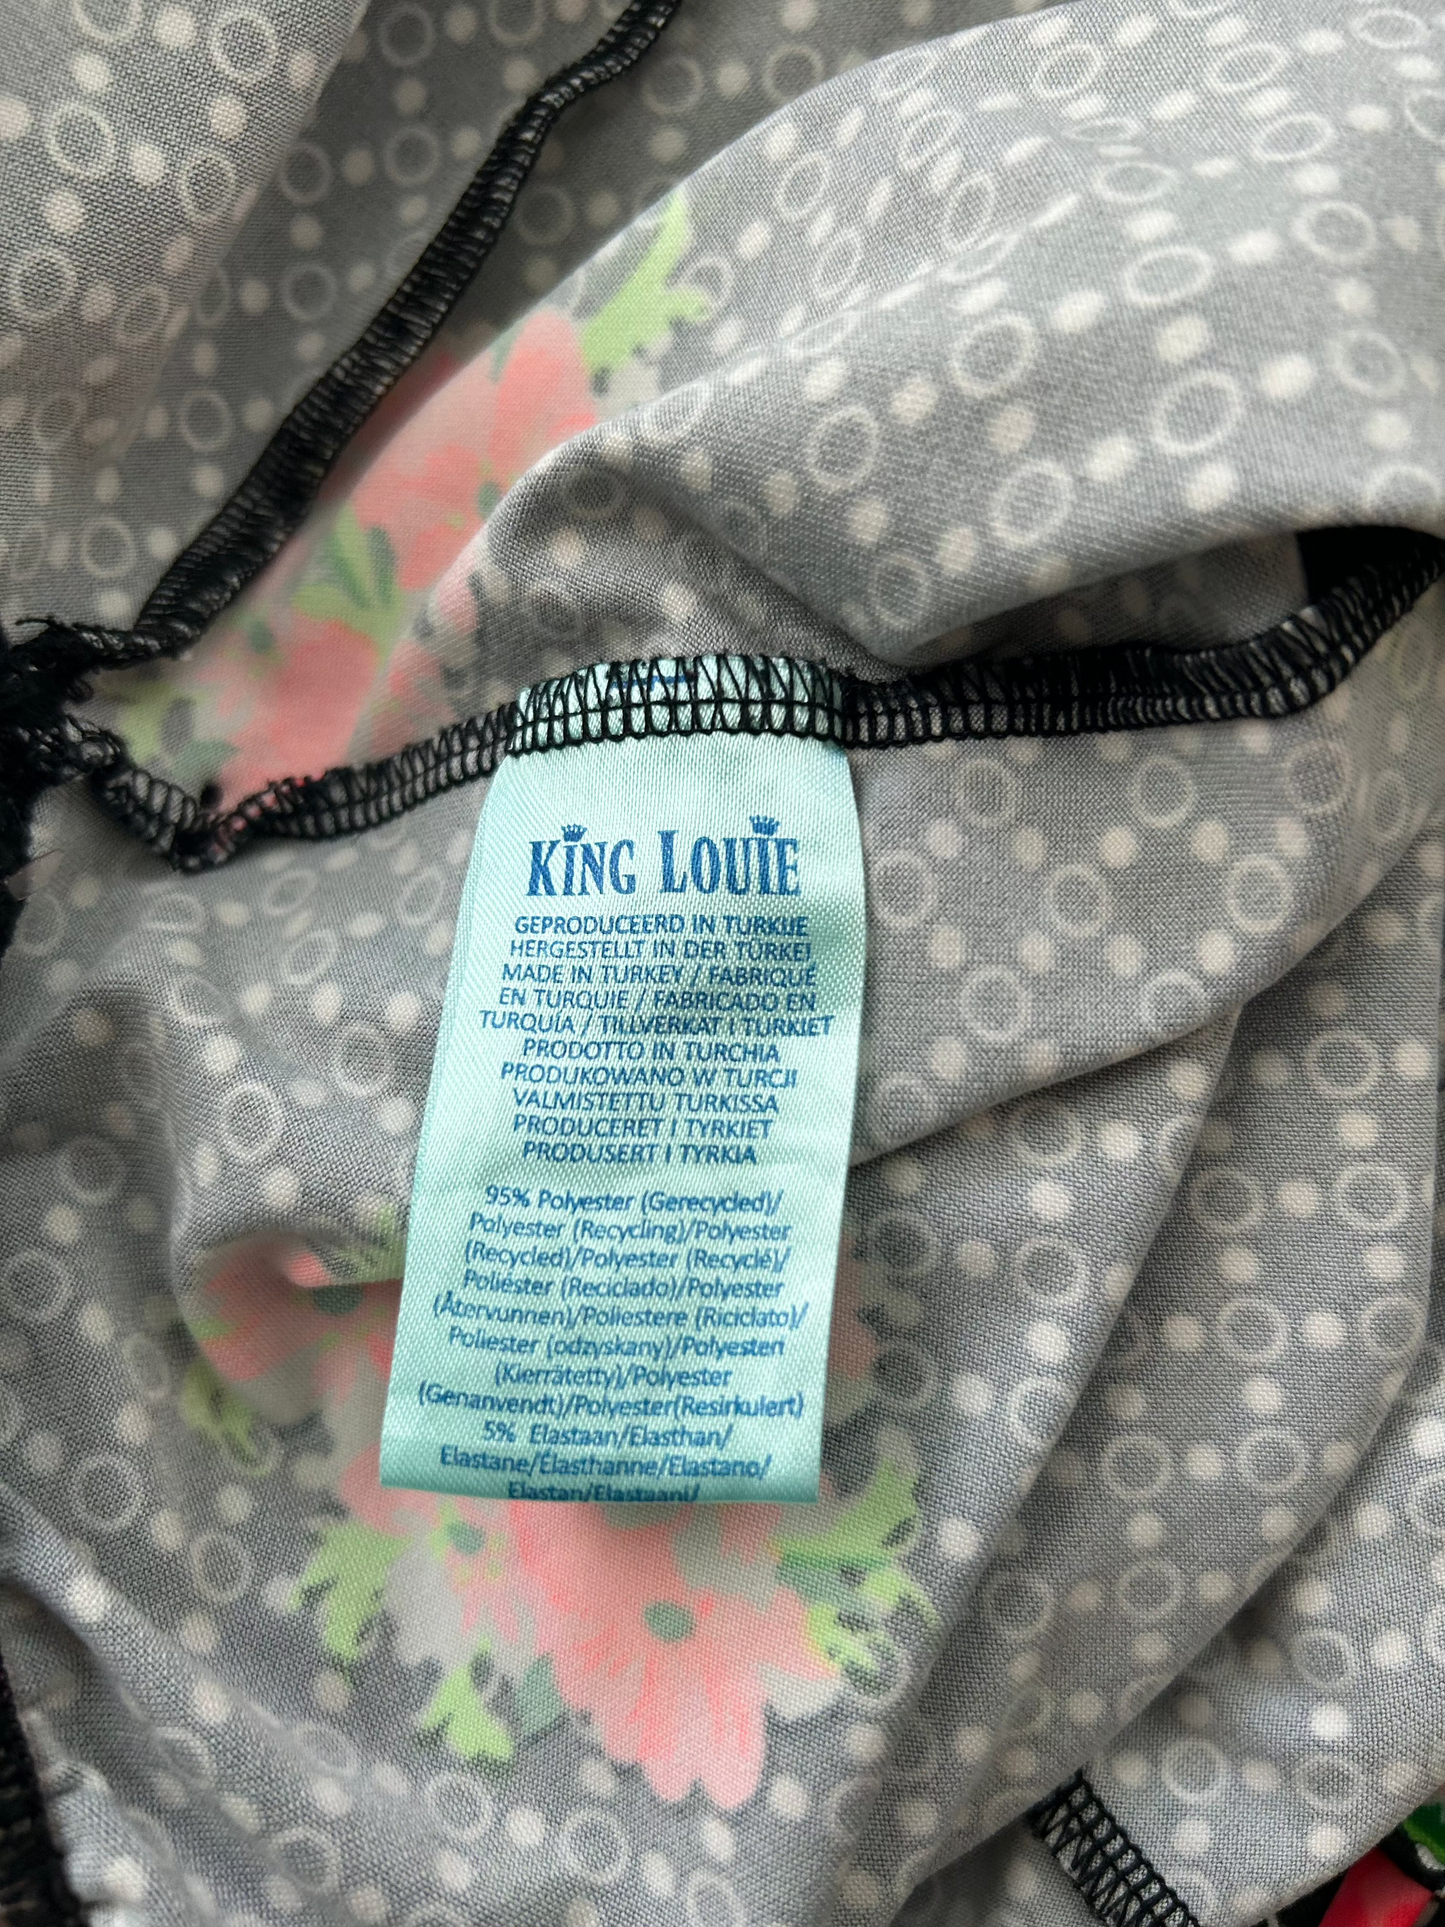 KING LOUIE
GEPRODUCEERD IN TURKIJE
HERGESTELLT IN DER TÜRKEI
MADE IN TURKEY / FABRIQUÉ
EN TURQUIE / FABRICADO EN
TURQUÍA / TILLVERKAT I TURKIET
PRODOTTO IN TURCHIA
PRODUKOWANO W TURCJI
VALMISTETTU TURKISSA
PRODUCERET I TYRKIET
PRODUSERT I TYRKIA
95% Polyester (Gerecycled)/
Polyester (Recycling)/Polyester
(Recycled)/Polyester (Recyclé)/
Poliester (Reciclado)/Polyester
(Återvunnen)/Poliestere (Riciclato)/
Poliester (odzyskany)/Polyesteri
(Kierrätetty)/Polyester
(Genanvendt)/Polyester(Resirkulert)
5% Elastaan/Elasthan/
Elastane/Élasthanne/Elastano/
Elastan/Elastaani/